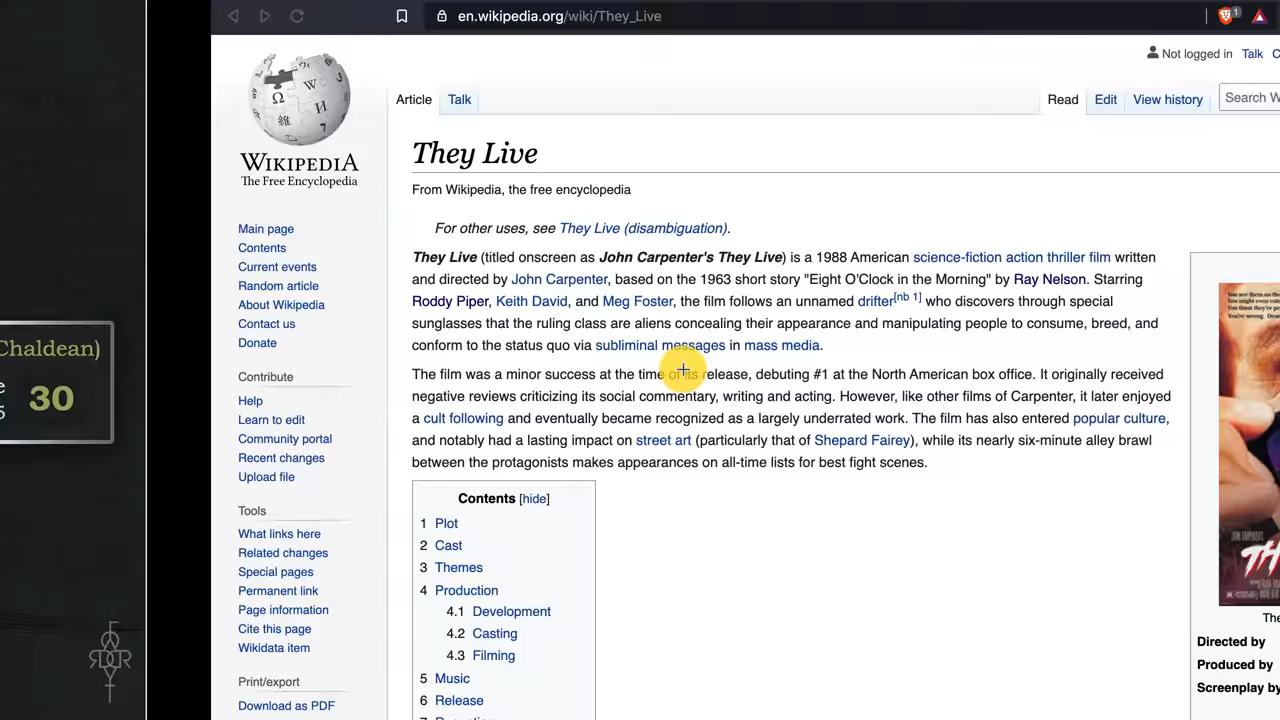 en.wikipedia.org/wiki/They_Live
1
Not logged in Talk C
Article Talk Read Edit View history Search W
WIKIPEDIA
The Free Encyclopedia
They Live
From Wikipedia, the free encyclopedia
For other uses, see They Live (disambiguation).
They Live (titled onscreen as John Carpenter's They Live) is a 1988 American science-fiction action thriller film written
and directed by John Carpenter, based on the 1963 short story "Eight O'Clock in the Morning" by Ray Nelson. Starring
Roddy Piper, Keith David, and Meg Foster, the film follows an unnamed drifter[nb 1] who discovers through special
sunglasses that the ruling class are aliens concealing their appearance and manipulating people to consume, breed, and
conform to the status quo via subliminal messages in mass media.
The film was a minor success at the time of its release, debuting #1 at the North American box office. It originally received
negative reviews criticizing its social commentary, writing and acting. However, like other films of Carpenter, it later enjoyed
a cult following and eventually became recognized as a largely underrated work. The film has also entered popular culture,
and notably had a lasting impact on street art (particularly that of Shepard Fairey), while its nearly six-minute alley brawl
between the protagonists makes appearances on all-time lists for best fight scenes.
Contents [hide]
1 Plot
2 Cast
3 Themes
4 Production
4.1 Development
4.2 Casting
4.3 Filming
5 Music
6 Release
Main page
Contents
Current events
Random article
About Wikipedia
Contact us
Donate
Contribute
Help
Learn to edit
Community portal
Recent changes
Upload file
Tools
What links here
Related changes
Special pages
Permanent link
Page information
Cite this page
Wikidata item
Print/export
Download as PDF
Chaldean)
e
5
30
You see them on the
You're wrong. Dead
The
Directed by
Produced by
Screenplay by